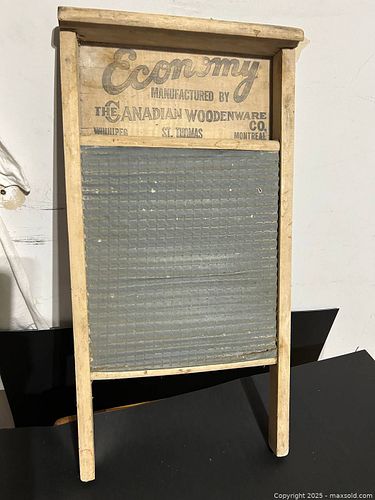 Economy
MANUFACTURED BY
THE CANADIAN WOODENWARE CO.
WINNIPEG ST. THOMAS MONTREAL
Copyright 2025 - maxsold.com